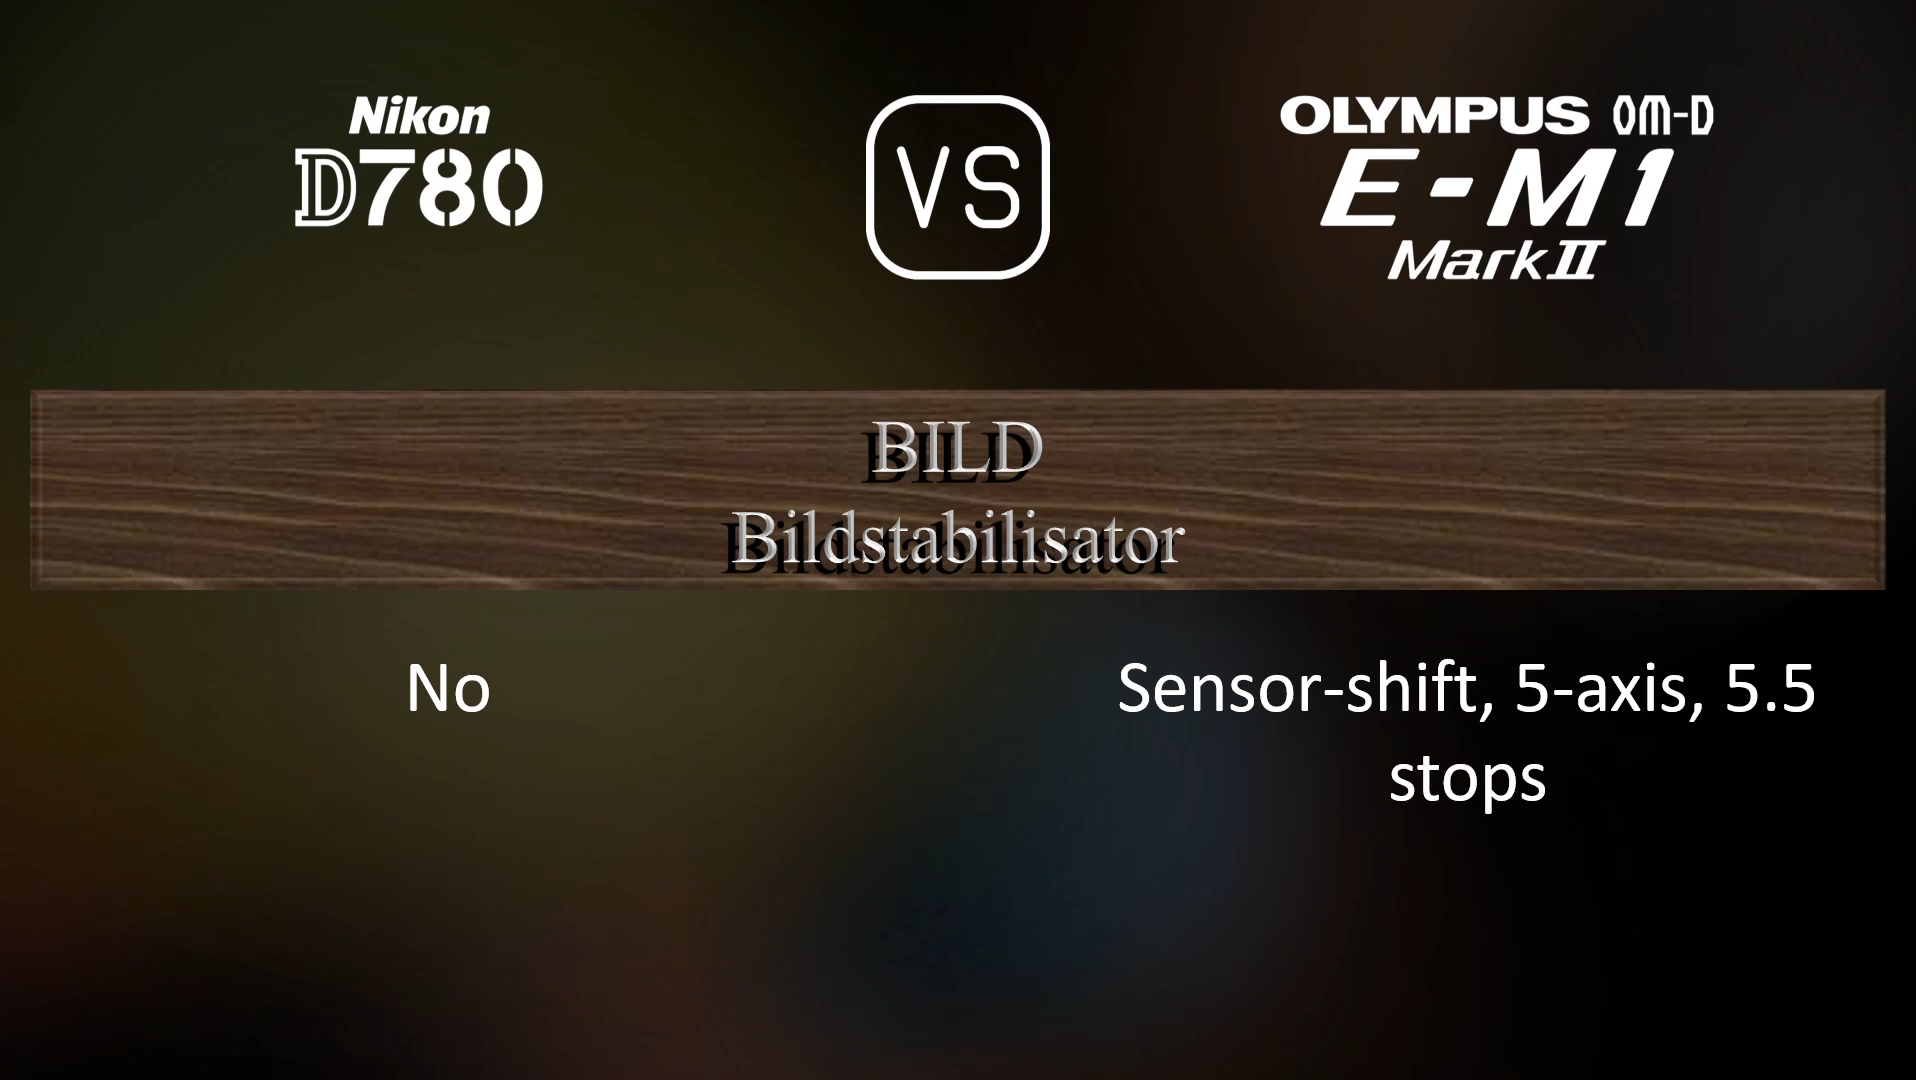 Nikon
D780
VS
OLYMPUS OM-D
E-M1
Mark II
BILD
Bildstabilisator
No
Sensor-shift, 5-axis, 5.5
stops